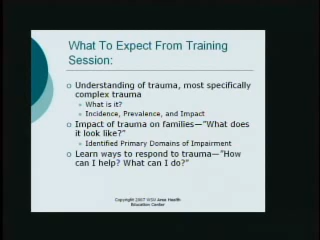 What To Expect From Training
Session:
Understanding of trauma, most specifically
complex trauma
What is it?
Incidence, Prevalence, and Impact
Impact of trauma on families—"What does
it look like?"
Identified Primary Domains of Impairment
Learn ways to respond to trauma—"How
can I help? What can I do?"
Copyright 2007 KSU Area Health
Education Center